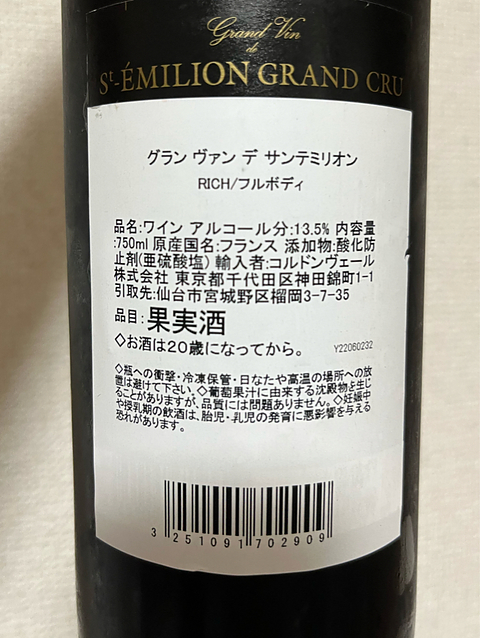 Grand Vin
de
St-ÉMILION GRAND CRU
グラン ヴァン デ サンテミリオン
RICH/フルボディ
品名:ワイン アルコール分:13.5% 内容量
:750ml 原産国名:フランス 添加物:酸化防
止剤(亜硫酸塩) 輸入者:コルドンヴェール
株式会社 東京都千代田区神田錦町1-1
引取先:仙台市宮城野区榴岡3-7-35
品目:果実酒
◇お酒は20歳になってから。 Y22060232
◇瓶への衝撃・冷凍保管・日なたや高温の場所への放
置は避けて下さい。◇葡萄果汁に由来する沈殿物を生じ
ることがありますが、品質には問題ありません。◇妊娠中
や授乳期の飲酒は、胎児・乳児の発育に悪影響を与える
恐れがあります。
3 251091 702909